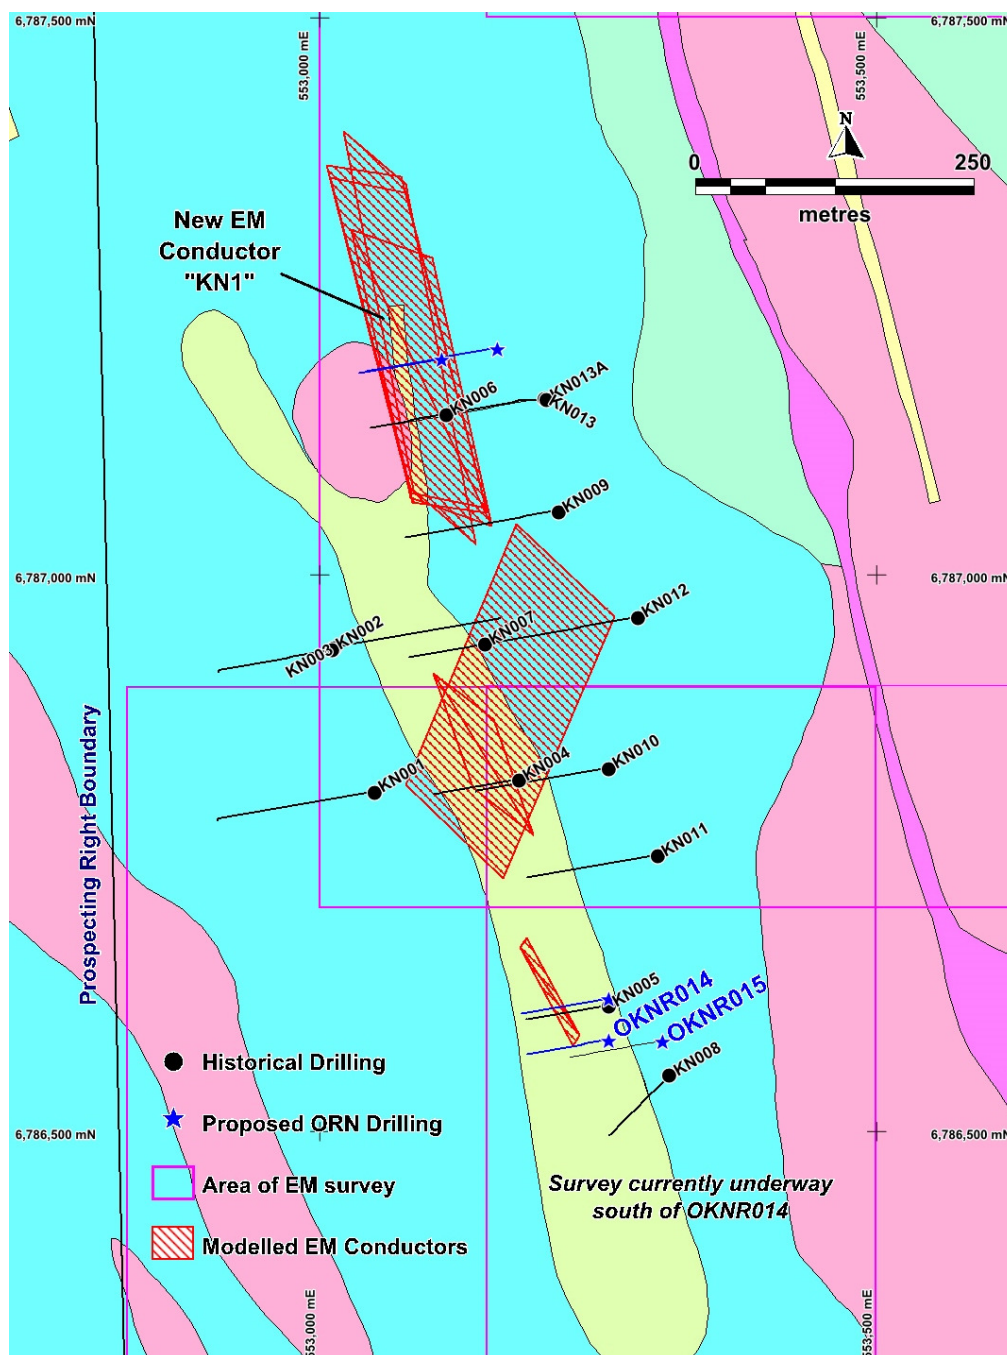 6,787,500 mN
6,787,500 mN
553,000 mE
553,500 mE
N
0
250
metres
New EM
Conductor
"KN1"
KN006
KN013A
KN013
KN009
6,787,000 mN
6,787,000 mN
KN012
KN007
KN003
KN002
KN001
KN004
KN010
KN011
Prospecting Right Boundary
KN005
OKNR014
OKNR015
KN008
Historical Drilling
Proposed ORN Drilling
6,786,500 mN
6,786,500 mN
Area of EM survey
Survey currently underway
south of OKNR014
Modelled EM Conductors
553,000 mE
553,500 mE